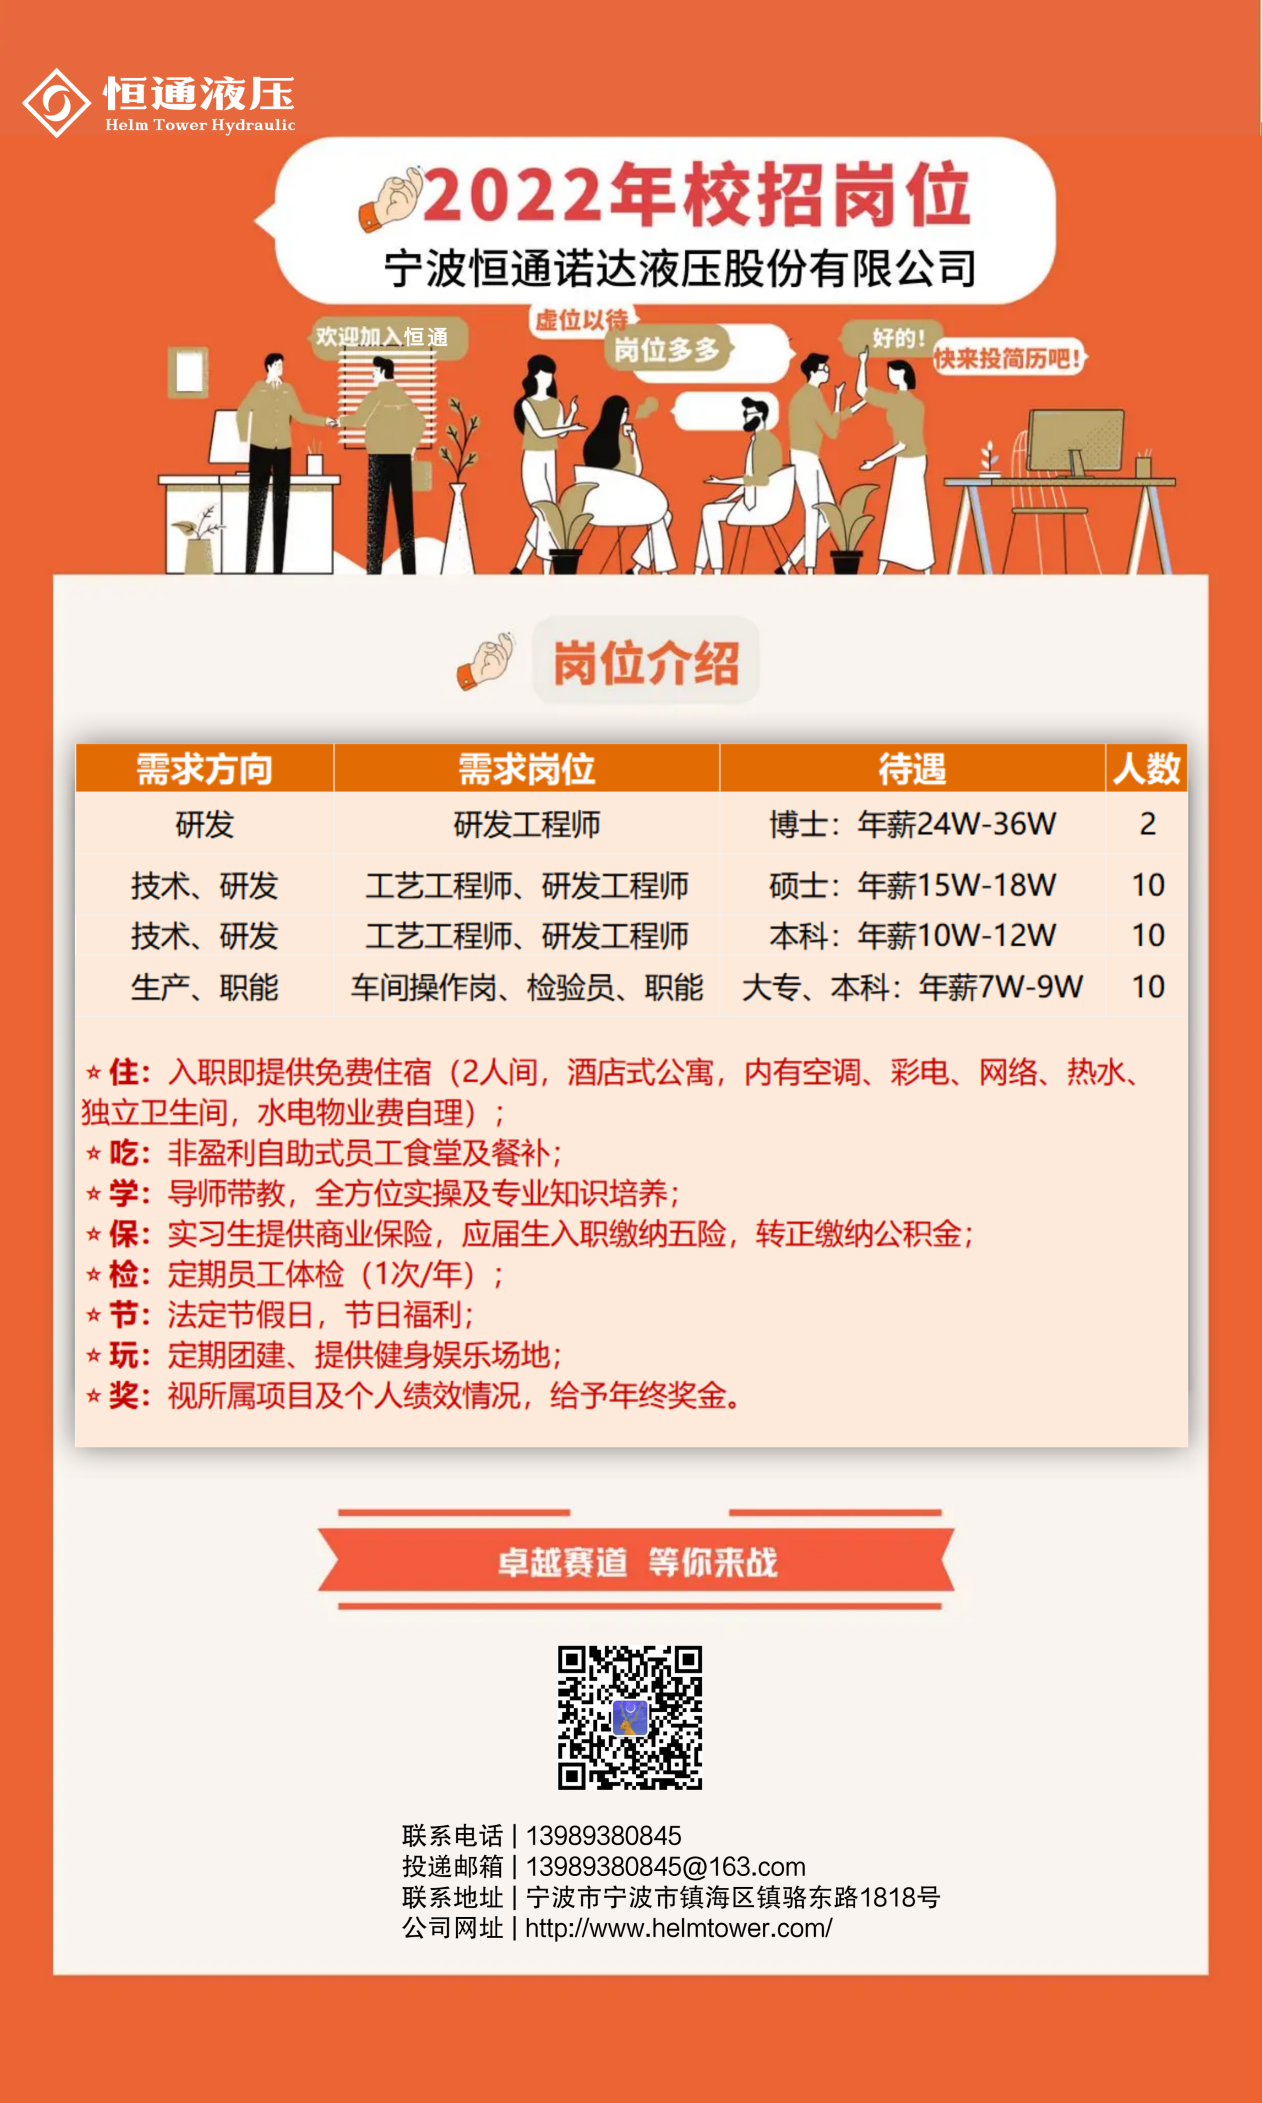 恒通液压
Helm Tower Hydraulic
2022年校招岗位
宁波恒通诺达液压股份有限公司
虚位以待
欢迎加入恒通
岗位多多
好的!
快来投简历吧!
岗位介绍
需求方向 需求岗位 待遇 人数
研发 研发工程师 博士：年薪24W-36W 2
技术、研发 工艺工程师、研发工程师 硕士：年薪15W-18W 10
技术、研发 工艺工程师、研发工程师 本科：年薪10W-12W 10
生产、职能 车间操作岗、检验员、职能 大专、本科：年薪7W-9W 10
☆ 住：入职即提供免费住宿（2人间，酒店式公寓，内有空调、彩电、网络、热水、
独立卫生间，水电物业费自理）；
☆ 吃：非盈利自助式员工食堂及餐补；
☆ 学：导师带教，全方位实操及专业知识培养；
☆ 保：实习生提供商业保险，应届生入职缴纳五险，转正缴纳公积金；
☆ 检：定期员工体检（1次/年）；
☆ 节：法定节假日，节日福利；
☆ 玩：定期团建、提供健身娱乐场地；
☆ 奖：视所属项目及个人绩效情况，给予年终奖金。
卓越赛道 等你来战
联系电话 | 13989380845
投递邮箱 | 13989380845@163.com
联系地址 | 宁波市宁波市镇海区镇骆东路1818号
公司网址 | http://www.helmtower.com/